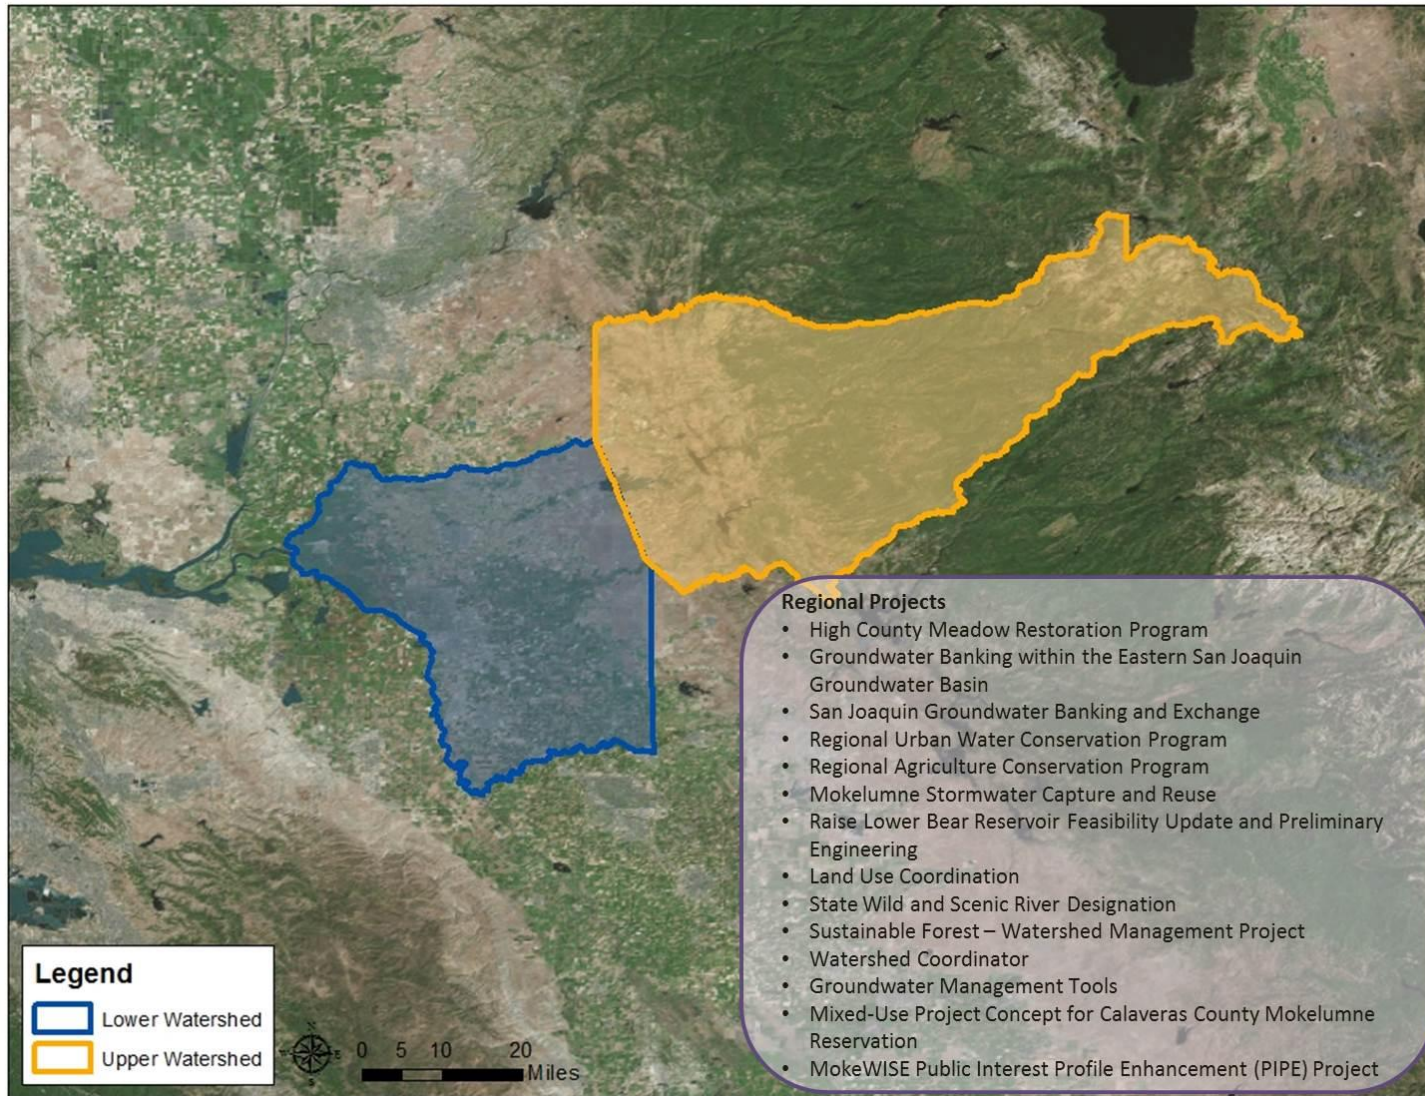 Regional Projects
• High County Meadow Restoration Program
• Groundwater Banking within the Eastern San Joaquin
Groundwater Basin
• San Joaquin Groundwater Banking and Exchange
• Regional Urban Water Conservation Program
• Regional Agriculture Conservation Program
• Mokelumne Stormwater Capture and Reuse
• Raise Lower Bear Reservoir Feasibility Update and Preliminary
Engineering
• Land Use Coordination
• State Wild and Scenic River Designation
• Sustainable Forest – Watershed Management Project
• Watershed Coordinator
• Groundwater Management Tools
• Mixed-Use Project Concept for Calaveras County Mokelumne
Reservation
• MokeWISE Public Interest Profile Enhancement (PIPE) Project
Legend
Lower Watershed
Upper Watershed
0 5 10 20
Miles